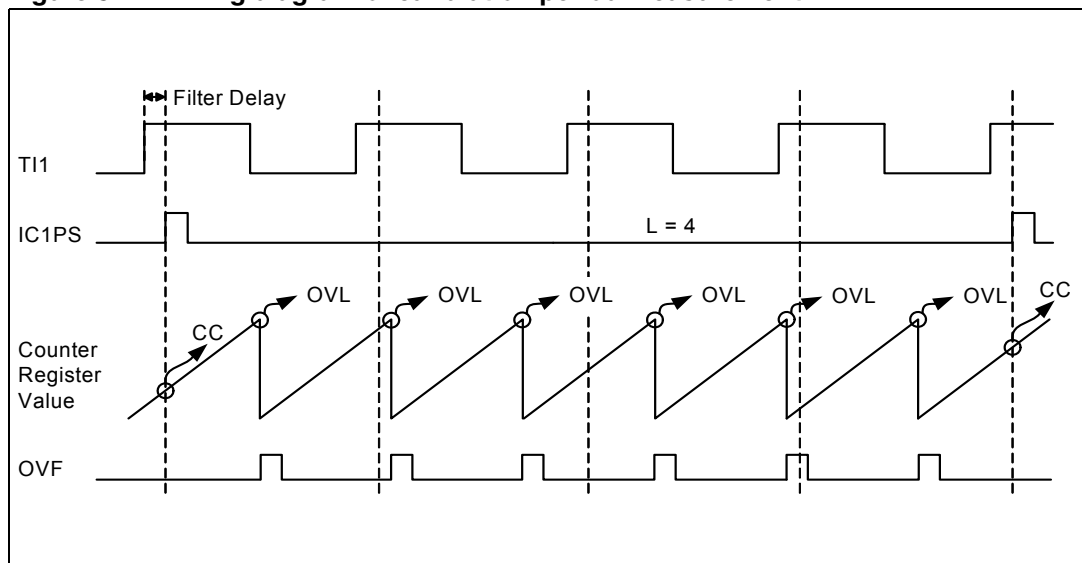 Filter Delay
TI1
IC1PS
L = 4
OVL
OVL
OVL
OVL
OVL
OVL
CC
CC
Counter
Register
Value
OVF